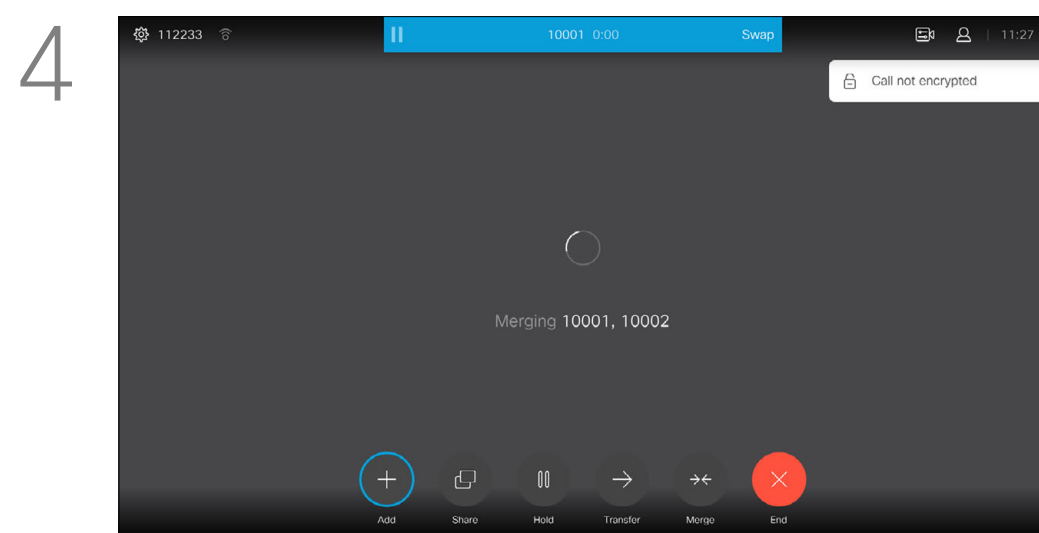 4
112233
10001 0:00
Swap
11:27
Call not encrypted
Merging 10001, 10002
Add
Share
Hold
Transfer
Merge
End